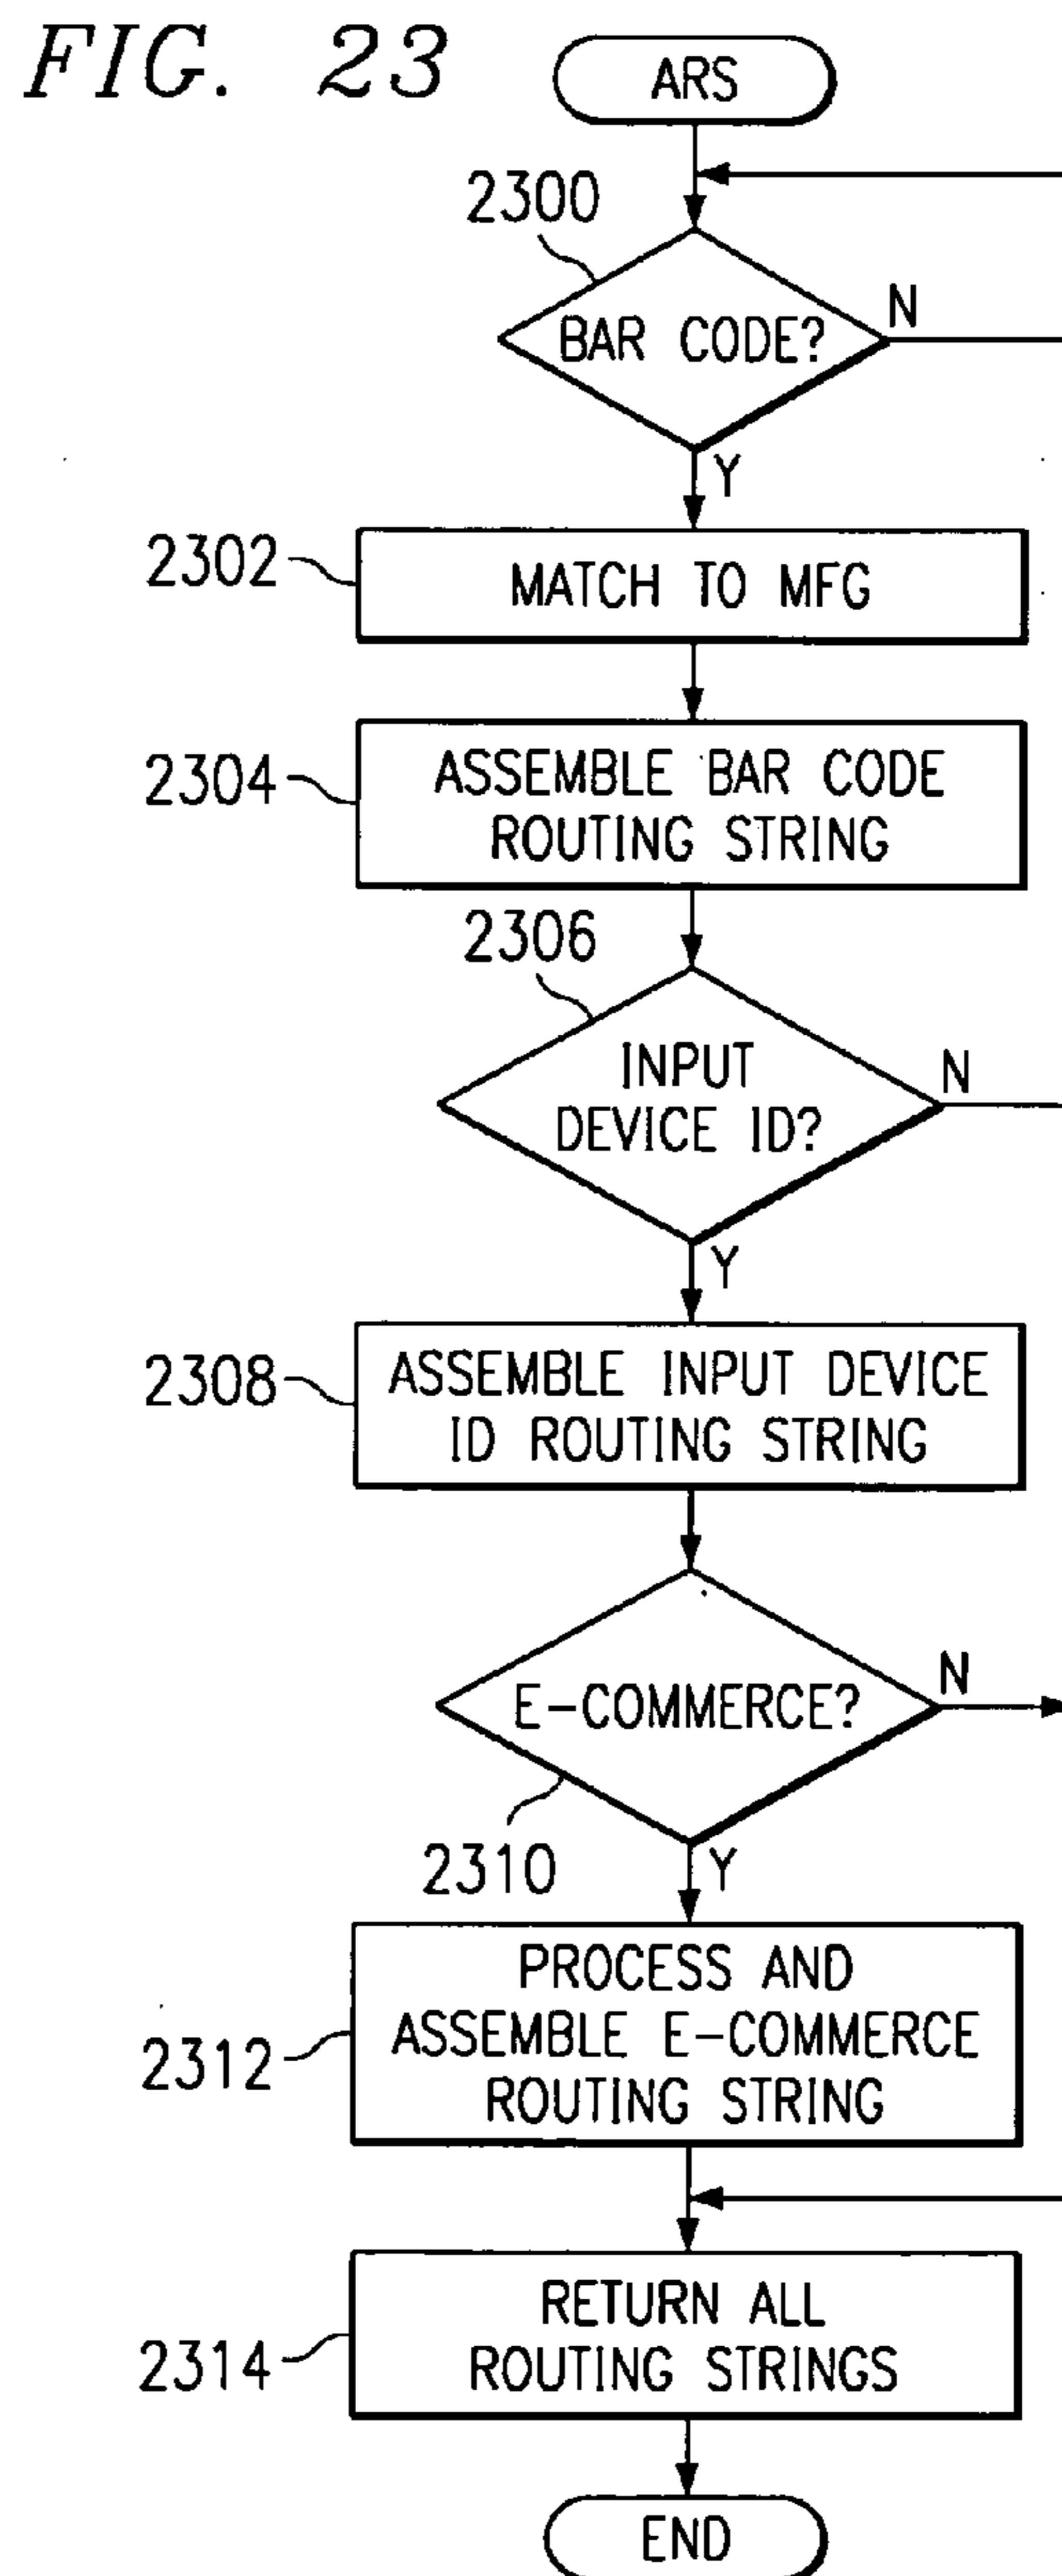 FIG. 23
ARS
2300
BAR CODE?
N
Y
2302
MATCH TO MFG
2304
ASSEMBLE BAR CODE
ROUTING STRING
2306
INPUT
DEVICE ID?
N
Y
2308
ASSEMBLE INPUT DEVICE
ID ROUTING STRING
E-COMMERCE?
N
2310
Y
2312
PROCESS AND
ASSEMBLE E-COMMERCE
ROUTING STRING
2314
RETURN ALL
ROUTING STRINGS
END